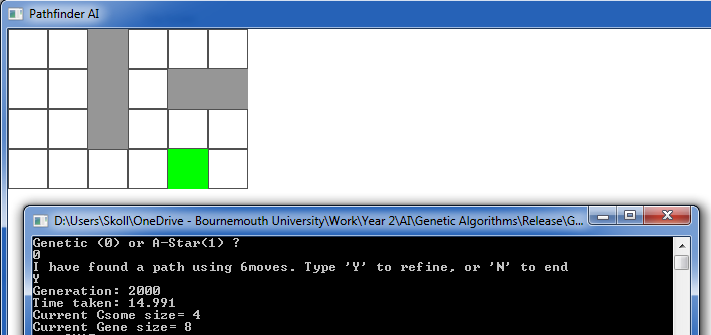 Pathfinder AI
D:\Users\Skoll\OneDrive - Bournemouth University\Work\Year 2\AI\Genetic Algorithms\Release\G...
Genetic (0) or A-Star(1) ?
0
I have found a path using 6moves. Type 'Y' to refine, or 'N' to end
Y
Generation: 2000
Time taken: 14.991
Current Csome size= 4
Current Gene size= 8